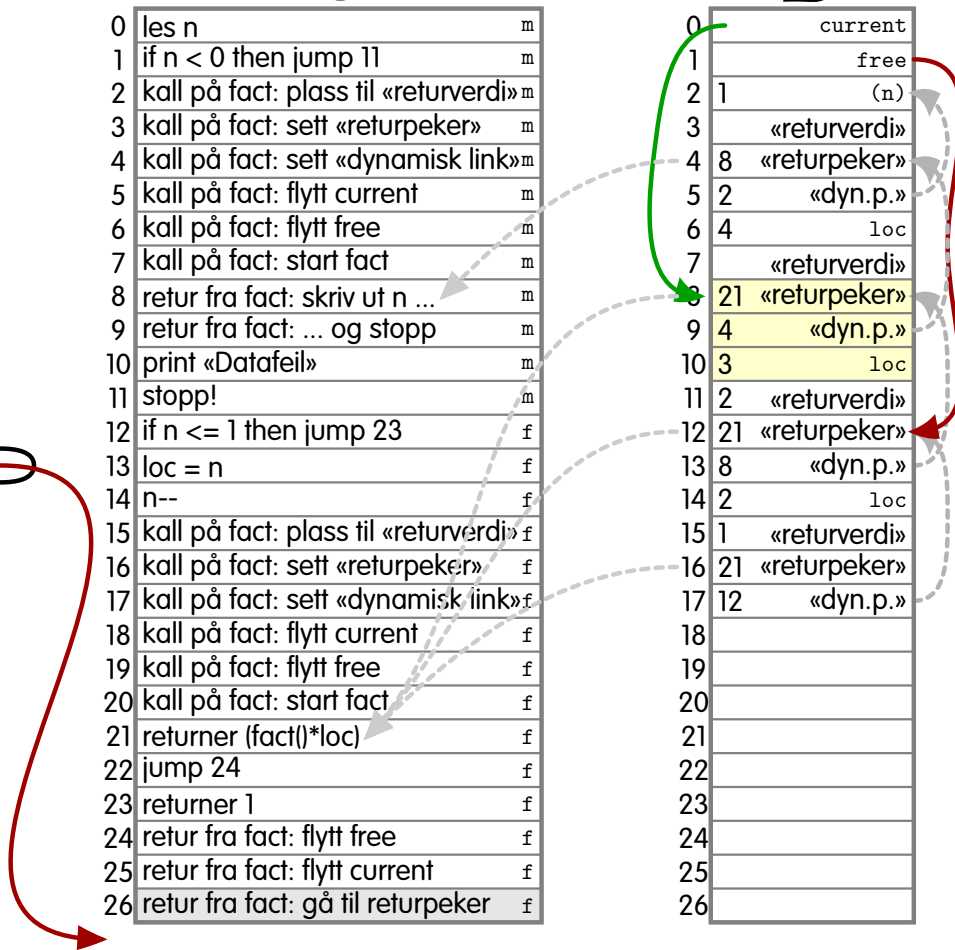 0 les n m
1 if n < 0 then jump 11 m
2 kall på fact: plass til «returverdi» m
3 kall på fact: sett «returpeker» m
4 kall på fact: sett «dynamisk link» m
5 kall på fact: flytt current m
6 kall på fact: flytt free m
7 kall på fact: start fact m
8 retur fra fact: skriv ut n ... m
9 retur fra fact: ... og stopp m
10 print «Datafeil» m
11 stopp! m
12 if n <= 1 then jump 23 f
13 loc = n f
14 n-- f
15 kall på fact: plass til «returverdi» f
16 kall på fact: sett «returpeker» f
17 kall på fact: sett «dynamisk link» f
18 kall på fact: flytt current f
19 kall på fact: flytt free f
20 kall på fact: start fact f
21 returner (fact()*loc) f
22 jump 24 f
23 returner 1 f
24 retur fra fact: flytt free f
25 retur fra fact: flytt current f
26 retur fra fact: gå til returpeker f
0 current
1 free
2 1 (n)
3 «returverdi»
4 8 «returpeker»
5 2 «dyn.p.»
6 4 loc
7 «returverdi»
8 21 «returpeker»
9 4 «dyn.p.»
10 3 loc
11 2 «returverdi»
12 21 «returpeker»
13 8 «dyn.p.»
14 2 loc
15 1 «returverdi»
16 21 «returpeker»
17 12 «dyn.p.»
18
19
20
21
22
23
24
25
26